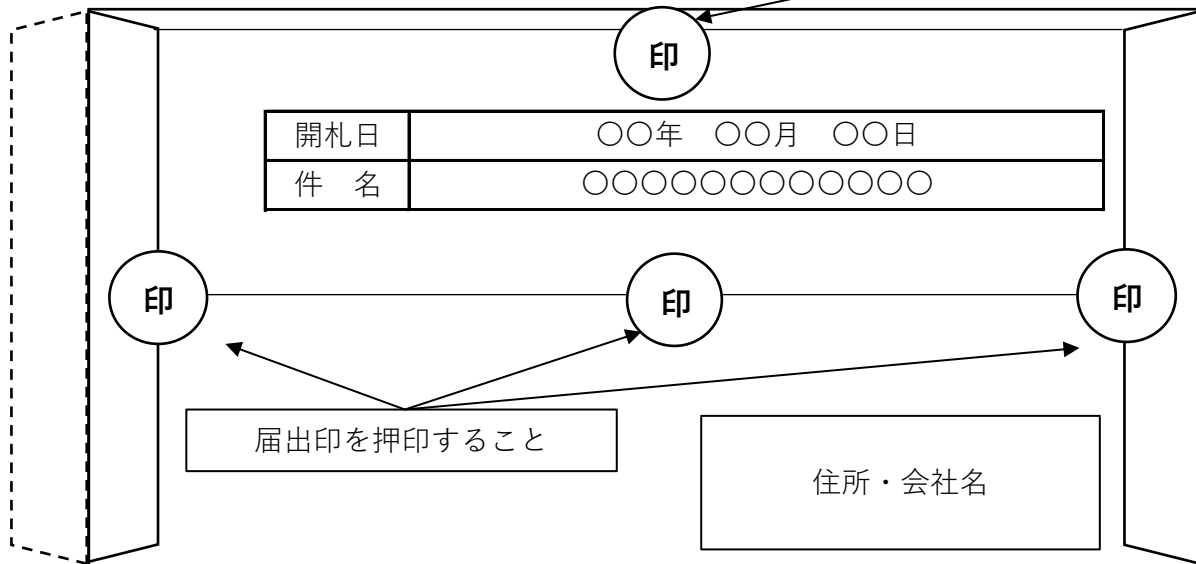 印
開札日 ○○年　○○月　○○日
件　名 ○○○○○○○○○○○○
印 印 印
届出印を押印すること
住所・会社名